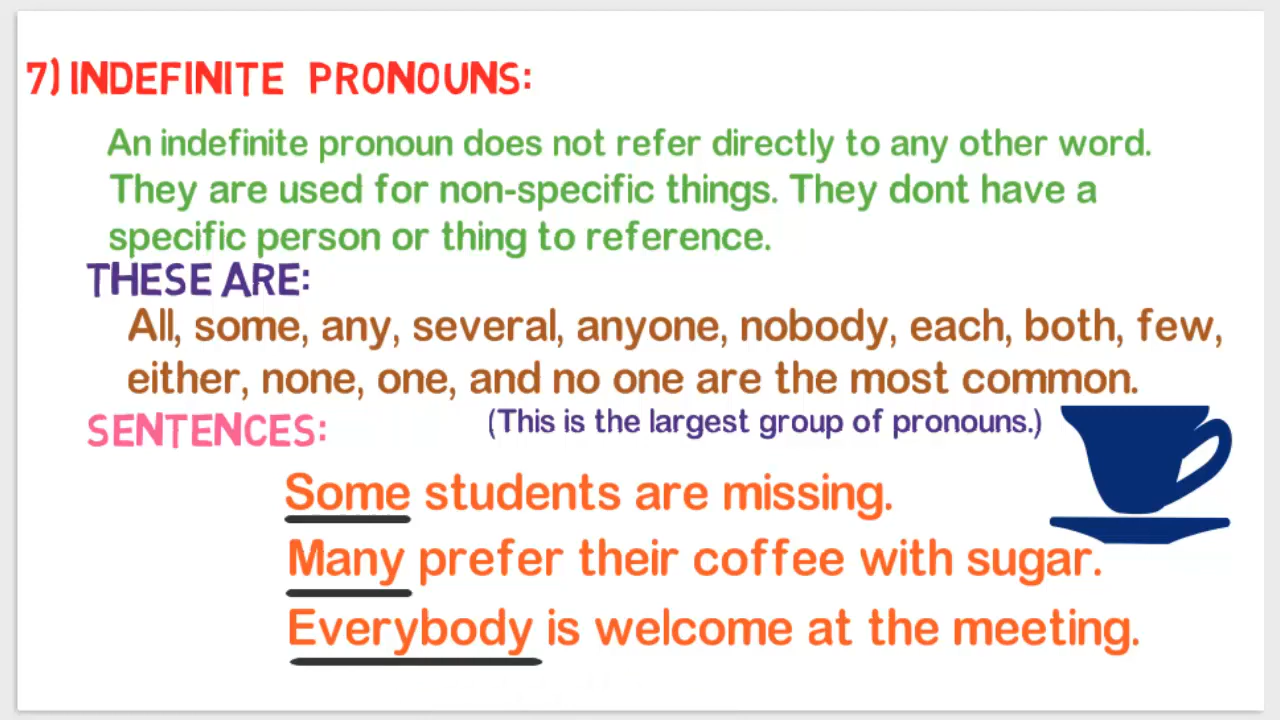 7) INDEFINITE PRONOUNS:
An indefinite pronoun does not refer directly to any other word.
They are used for non-specific things. They dont have a
specific person or thing to reference.
THESE ARE:
All, some, any, several, anyone, nobody, each, both, few,
either, none, one, and no one are the most common.
SENTENCES:
(This is the largest group of pronouns.)
Some students are missing.
Many prefer their coffee with sugar.
Everybody is welcome at the meeting.